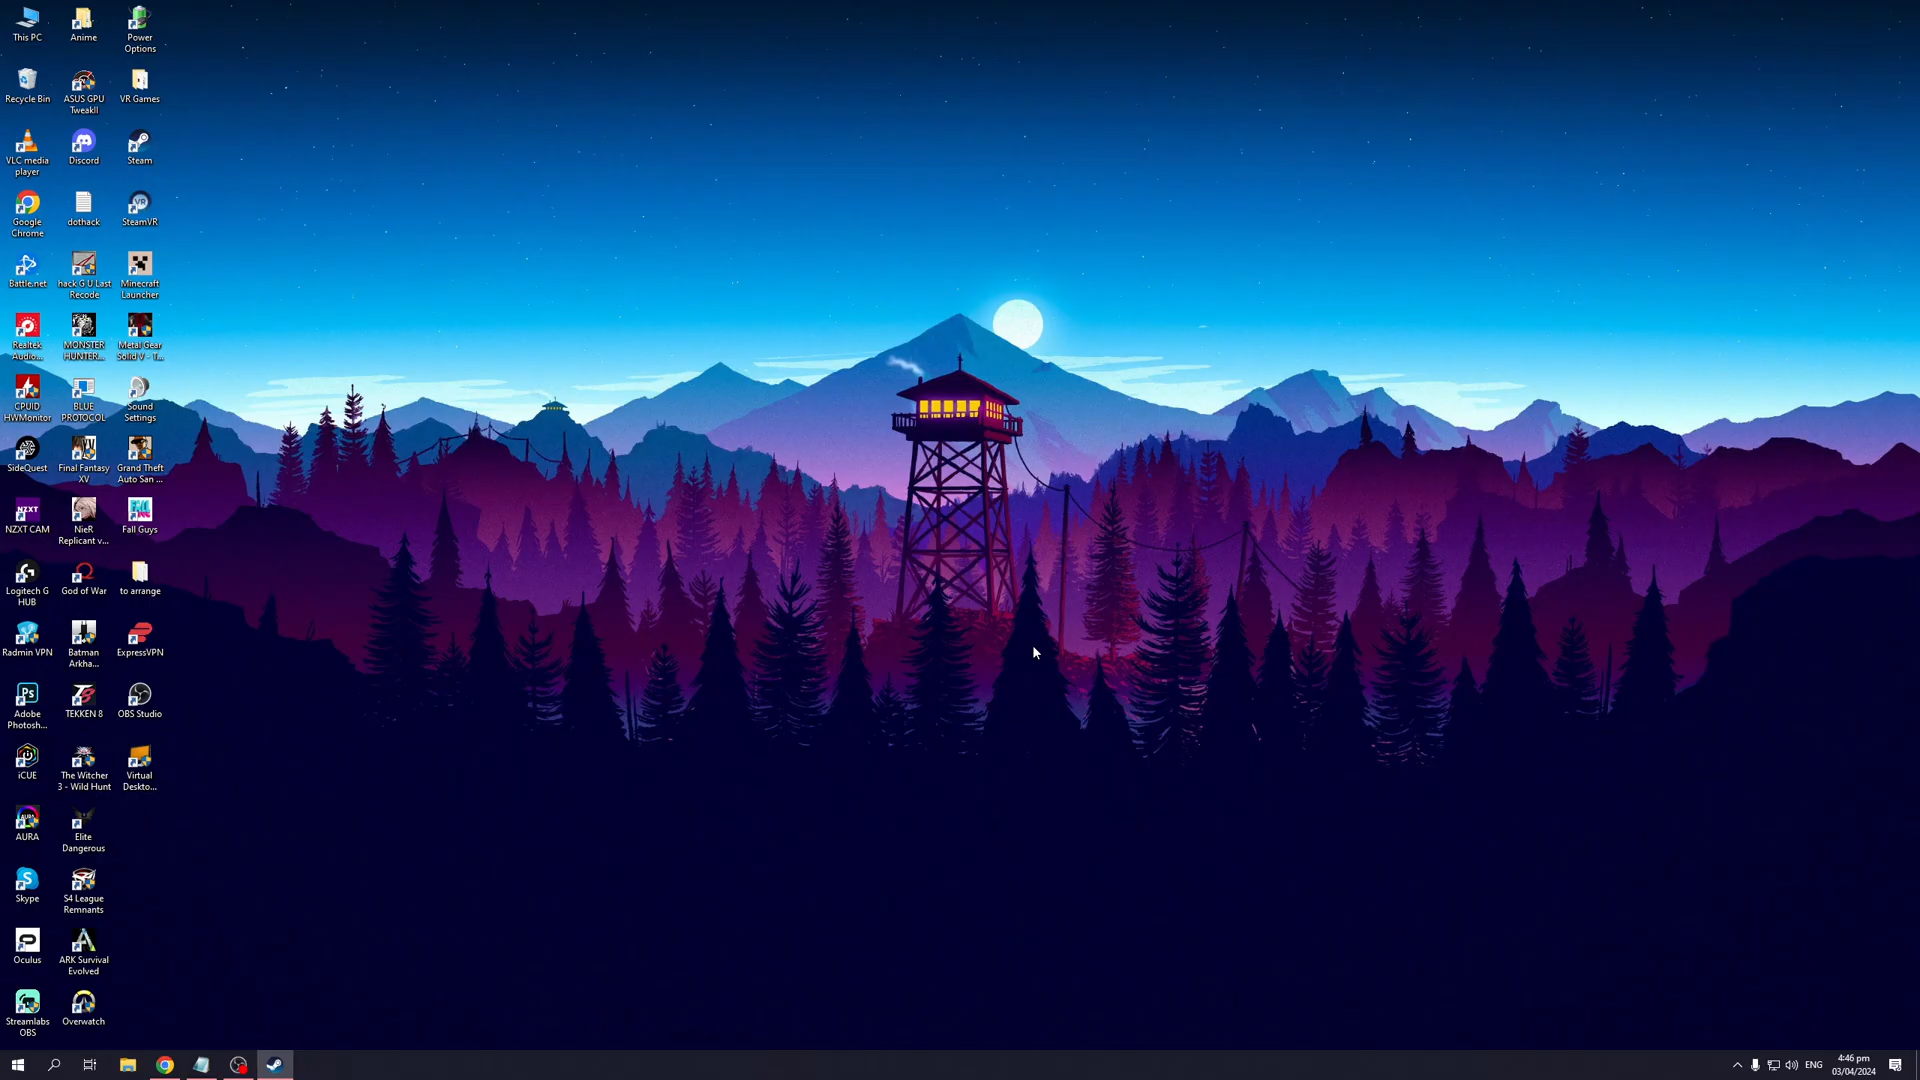 This PC
Anime
Power
Options
Recycle Bin
ASUS GPU
TweakII
VR Games
VLC media
player
Discord
Steam
Google
Chrome
dothack
SteamVR
Battle.net
hack G U Last
Recode
Minecraft
Launcher
Realtek
Audio...
MONSTER
HUNTER...
Metal Gear
Solid V - T...
CPUID
HWMonitor
BLUE
PROTOCOL
Sound
Settings
SideQuest
Final Fantasy
XV
Grand Theft
Auto San ...
NZXT CAM
NieR
Replicant v...
Fall Guys
Logitech G
HUB
God of War
to arrange
Radmin VPN
Batman
Arkha...
ExpressVPN
Adobe
Photosh...
TEKKEN 8
OBS Studio
iCUE
The Witcher
3 - Wild Hunt
Virtual
Deskto...
AURA
Elite
Dangerous
Skype
S4 League
Remnants
Oculus
ARK Survival
Evolved
Streamlabs
OBS
Overwatch
ENG
4:46 pm
03/04/2024